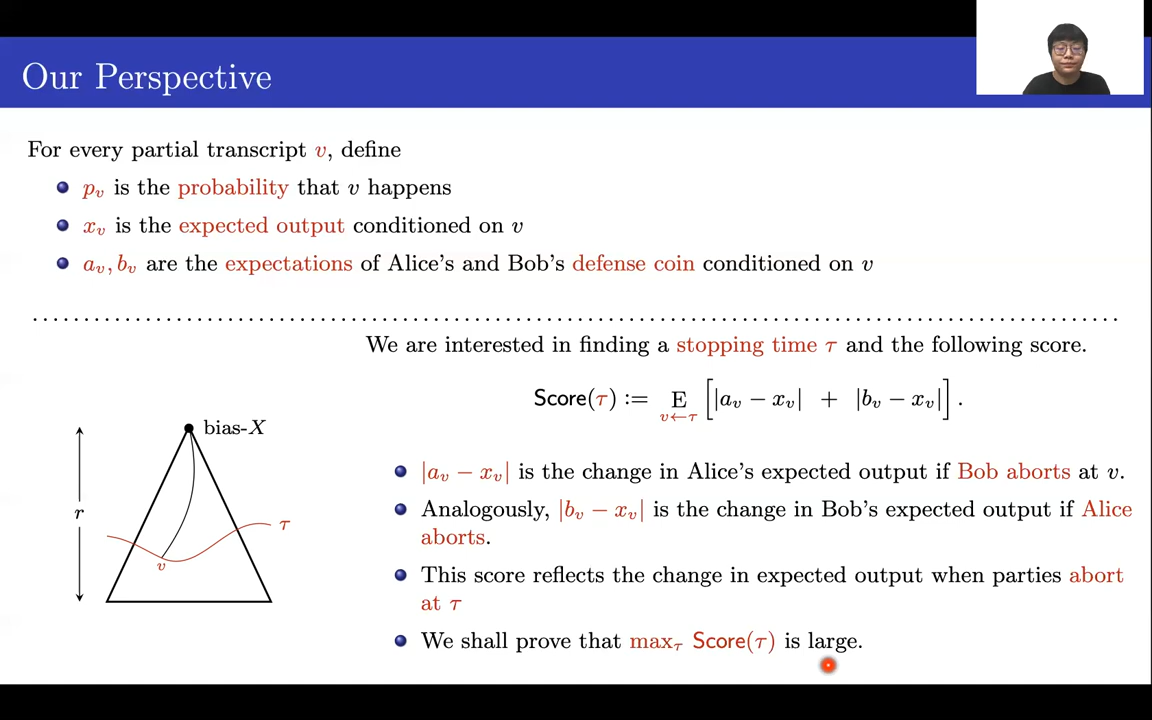 Our Perspective
For every partial transcript v, define
p_v is the probability that v happens
x_v is the expected output conditioned on v
a_v, b_v are the expectations of Alice's and Bob's defense coin conditioned on v
We are interested in finding a stopping time τ and the following score.
Score(τ) := E_{v←τ} [|a_v − x_v| + |b_v − x_v|].
bias-X
r
τ
v
|a_v − x_v| is the change in Alice's expected output if Bob aborts at v.
Analogously, |b_v − x_v| is the change in Bob's expected output if Alice
aborts.
This score reflects the change in expected output when parties abort
at τ
We shall prove that max_τ Score(τ) is large.